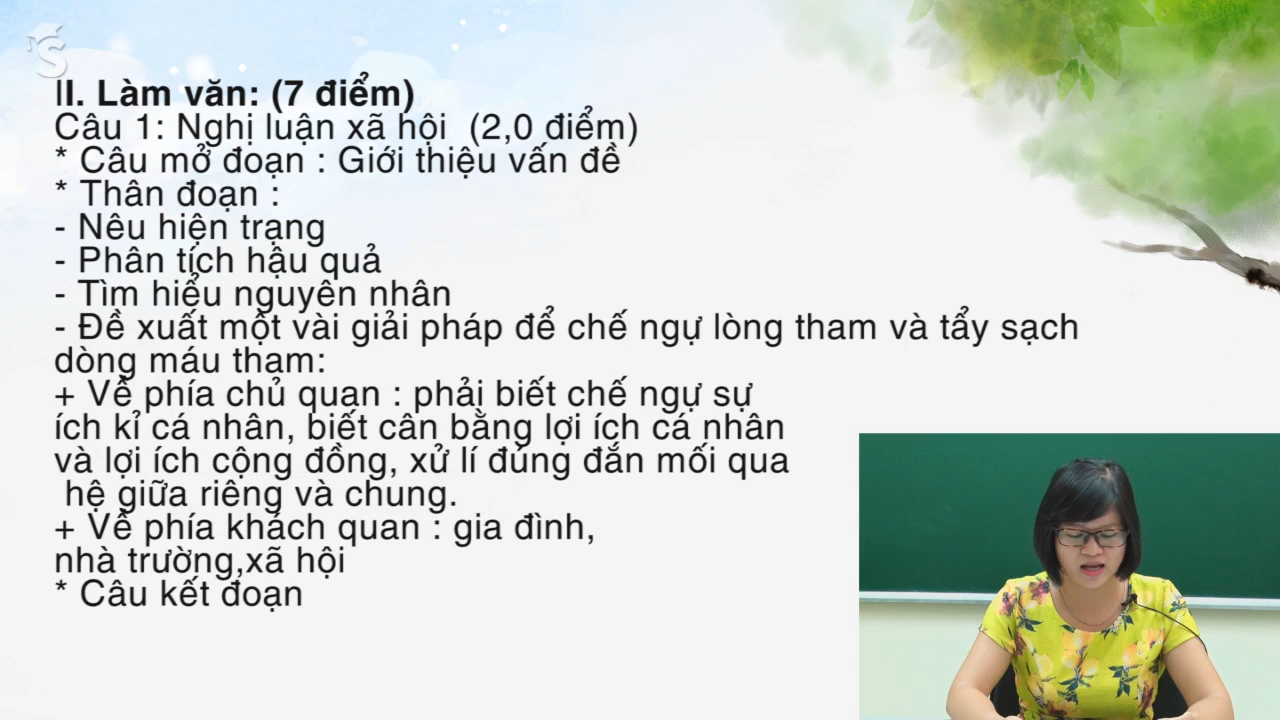 II. Làm văn: (7 điểm)
Câu 1: Nghị luận xã hội (2,0 điểm)
* Câu mở đoạn : Giới thiệu vấn đề
* Thân đoạn :
- Nêu hiện trạng
- Phân tích hậu quả
- Tìm hiểu nguyên nhân
- Đề xuất một vài giải pháp để chế ngự lòng tham và tẩy sạch
dòng máu tham:
+ Về phía chủ quan : phải biết chế ngự sự
ích kỉ cá nhân, biết cân bằng lợi ích cá nhân
và lợi ích cộng đồng, xử lí đúng đắn mối qua
hệ giữa riêng và chung.
+ Về phía khách quan : gia đình,
nhà trường,xã hội
* Câu kết đoạn
S